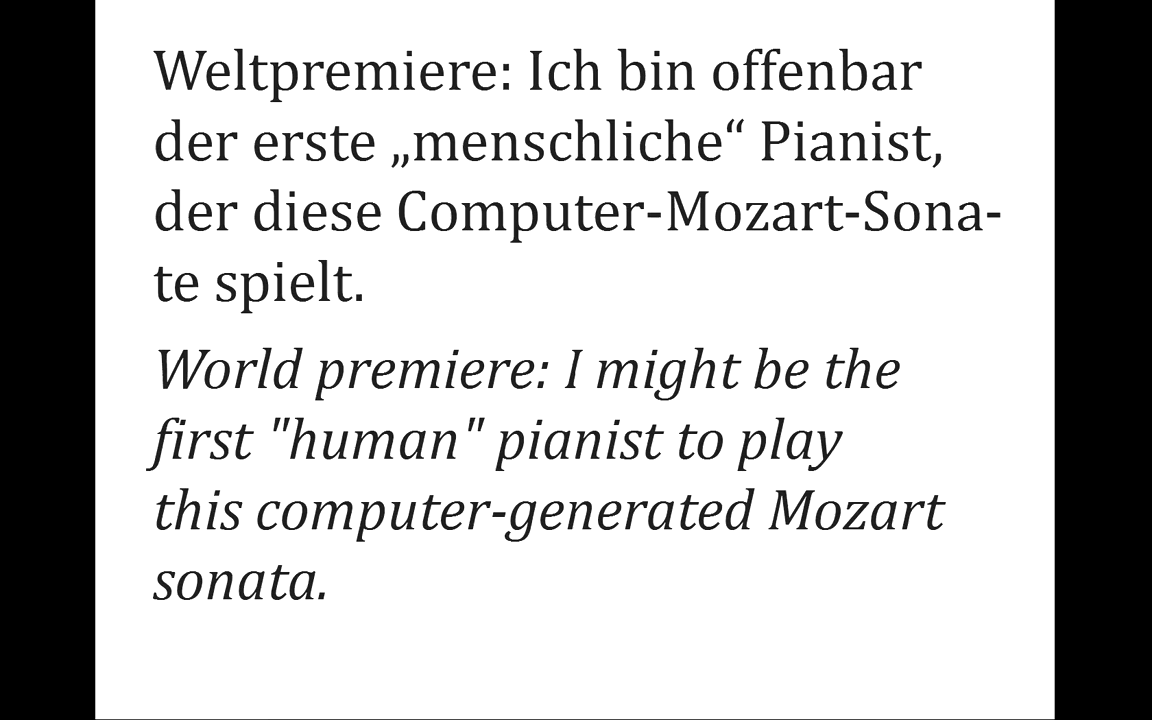 Weltpremiere: Ich bin offenbar
der erste „menschliche“ Pianist,
der diese Computer-Mozart-Sona-
te spielt.
World premiere: I might be the
first "human" pianist to play
this computer-generated Mozart
sonata.